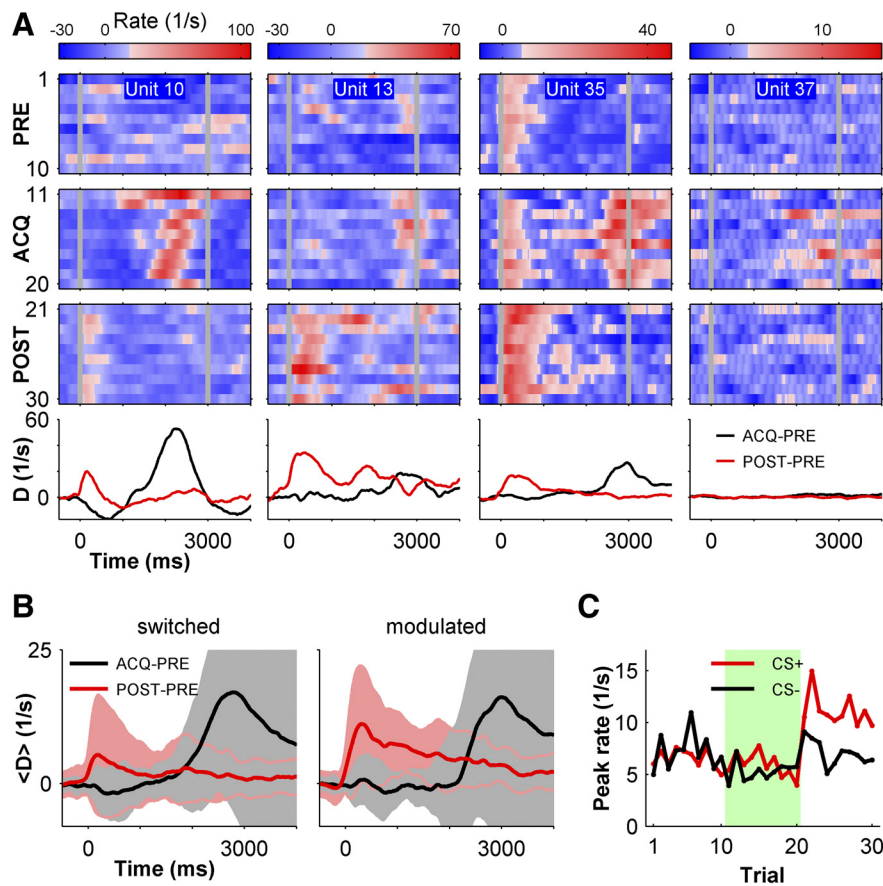 A
Rate (1/s)
-30 0 100
-30 0 70
0 40
0 10
Unit 10
Unit 13
Unit 35
Unit 37
1
PRE
10
11
ACQ
20
21
POST
30
60
D (1/s)
0
ACQ-PRE
POST-PRE
0 3000
0 3000
0 3000
0 3000
Time (ms)
B
switched
modulated
25
ACQ-PRE
POST-PRE
<D> (1/s)
0
0 3000
0 3000
Time (ms)
C
15
CS+
CS-
10
Peak rate (1/s)
5
0
1 10 20 30
Trial